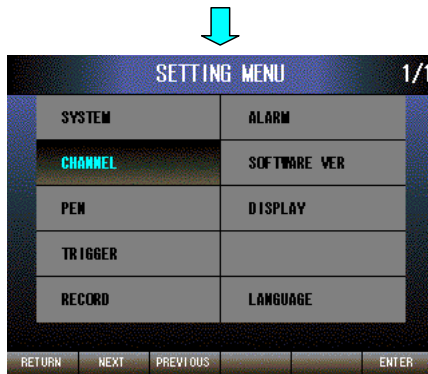 SETTING MENU 1/1
SYSTEM ALARM
CHANNEL SOFTWARE VER
PEN DISPLAY
TRIGGER
RECORD LANGUAGE
RETURN NEXT PREVIOUS ENTER